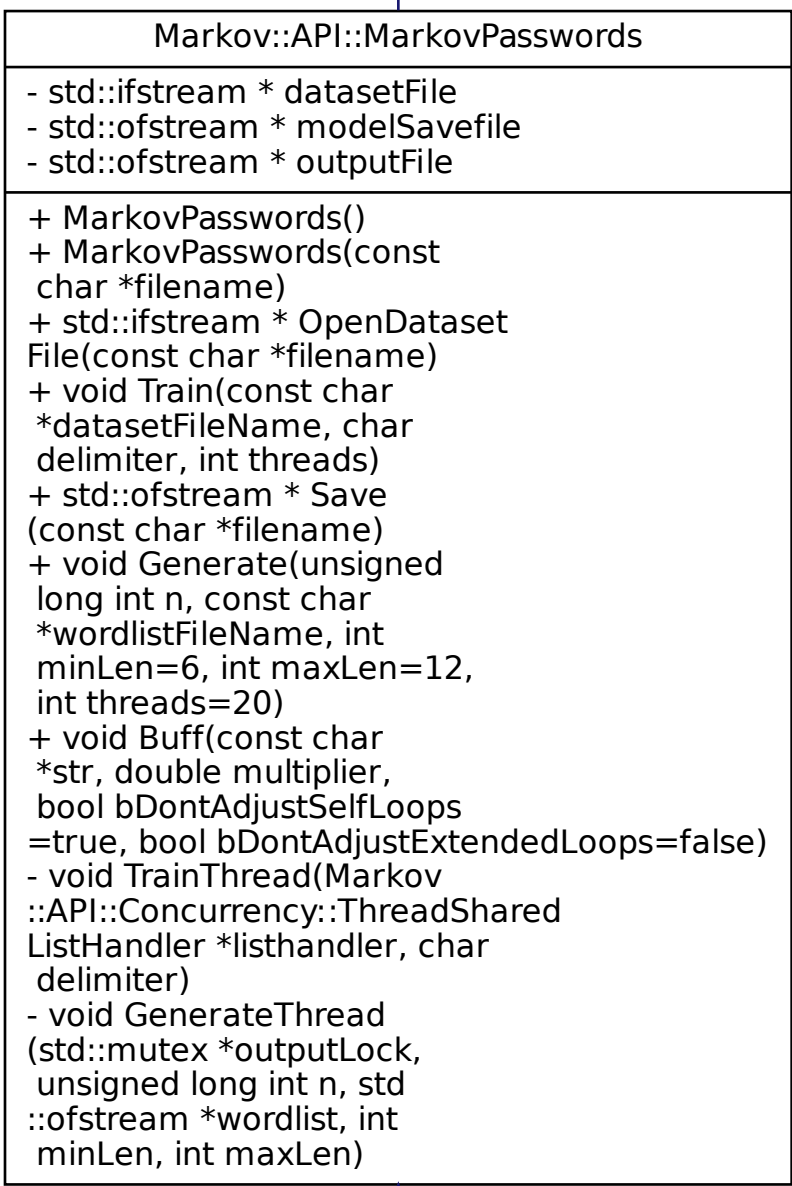 Markov::API::MarkovPasswords
- std::ifstream * datasetFile
- std::ofstream * modelSavefile
- std::ofstream * outputFile
+ MarkovPasswords()
+ MarkovPasswords(const
char *filename)
+ std::ifstream * OpenDataset
File(const char *filename)
+ void Train(const char
*datasetFileName, char
delimiter, int threads)
+ std::ofstream * Save
(const char *filename)
+ void Generate(unsigned
long int n, const char
*wordlistFileName, int
minLen=6, int maxLen=12,
int threads=20)
+ void Buff(const char
*str, double multiplier,
bool bDontAdjustSelfLoops
=true, bool bDontAdjustExtendedLoops=false)
- void TrainThread(Markov
::API::Concurrency::ThreadShared
ListHandler *listhandler, char
delimiter)
- void GenerateThread
(std::mutex *outputLock,
unsigned long int n, std
::ofstream *wordlist, int
minLen, int maxLen)